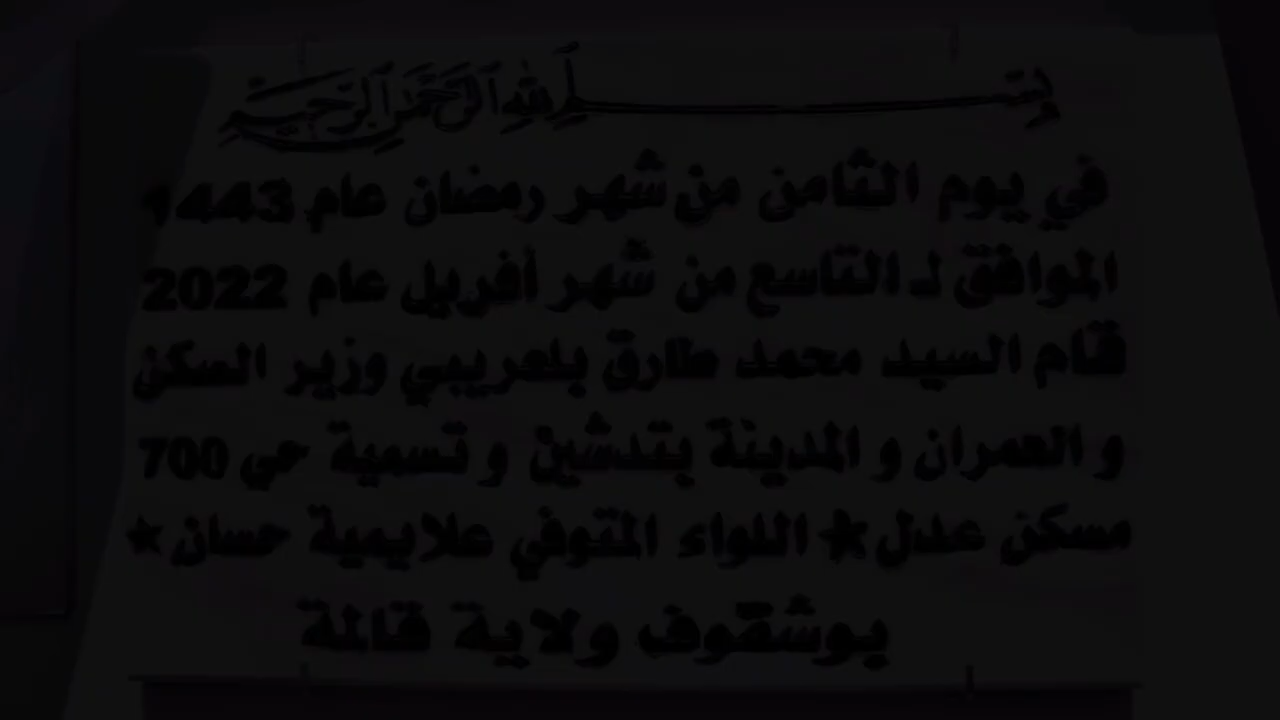 بسم الله الرحمن الرحيم
في يوم الثامن من شهر رمضان عام 1443
الموافق لـ التاسع من شهر أفريل عام 2022
قام السيد محمد طارق بلعريبي وزير السكن
و العمران و المدينة بتدشين و تسمية حي 700
مسكن عدل ★ اللواء المتوفي علايمية حسان ★
بوشقوف ولاية قالمة